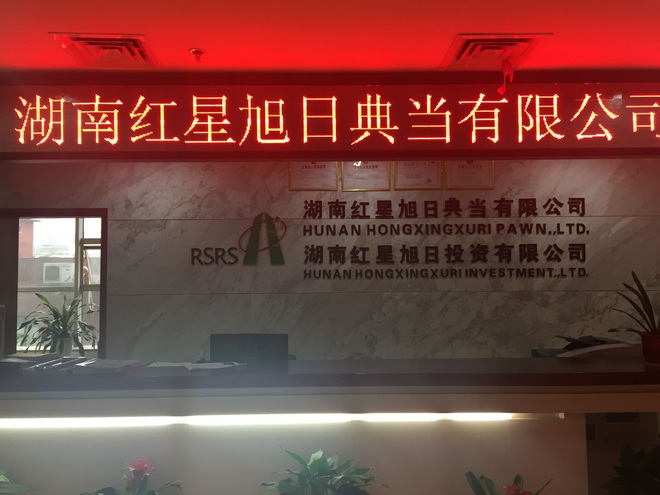 湖南红星旭日典当有限公司
湖南红星旭日典当有限公司
HUNAN HONGXINGXURI PAWN.,LTD.
RSRS
湖南红星旭日投资有限公司
HUNAN HONGXINGXURI INVESTMENT.,LTD.